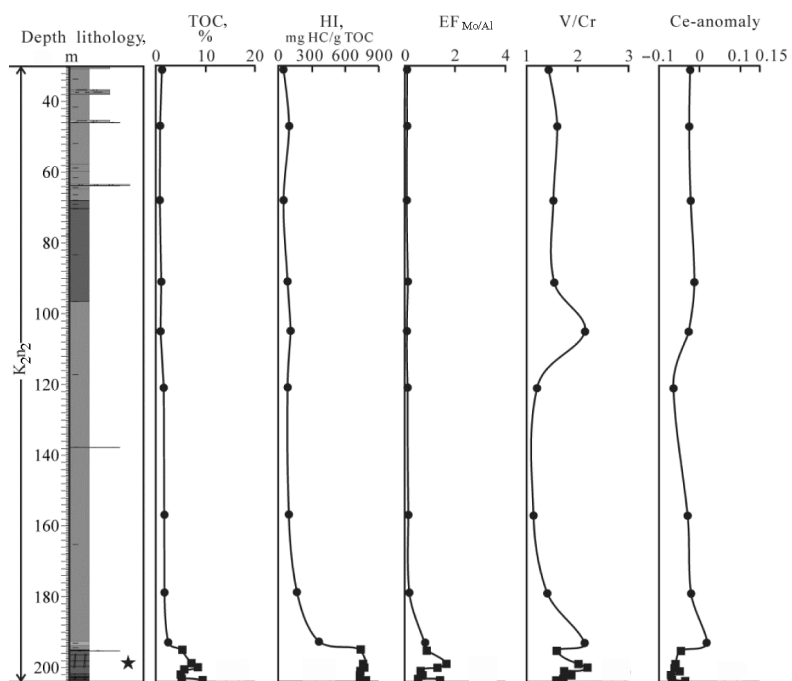 TOC, HI, EF Mo/Al V/Cr Ce-anomaly
Depth lithology, % mg HC/g TOC
m 0 10 20 0 300 600 900 0 2 4 1 2 3 −0.1 0 0.1 0.15
40
60
80
100
120
140
160
180
200
K₂n₂